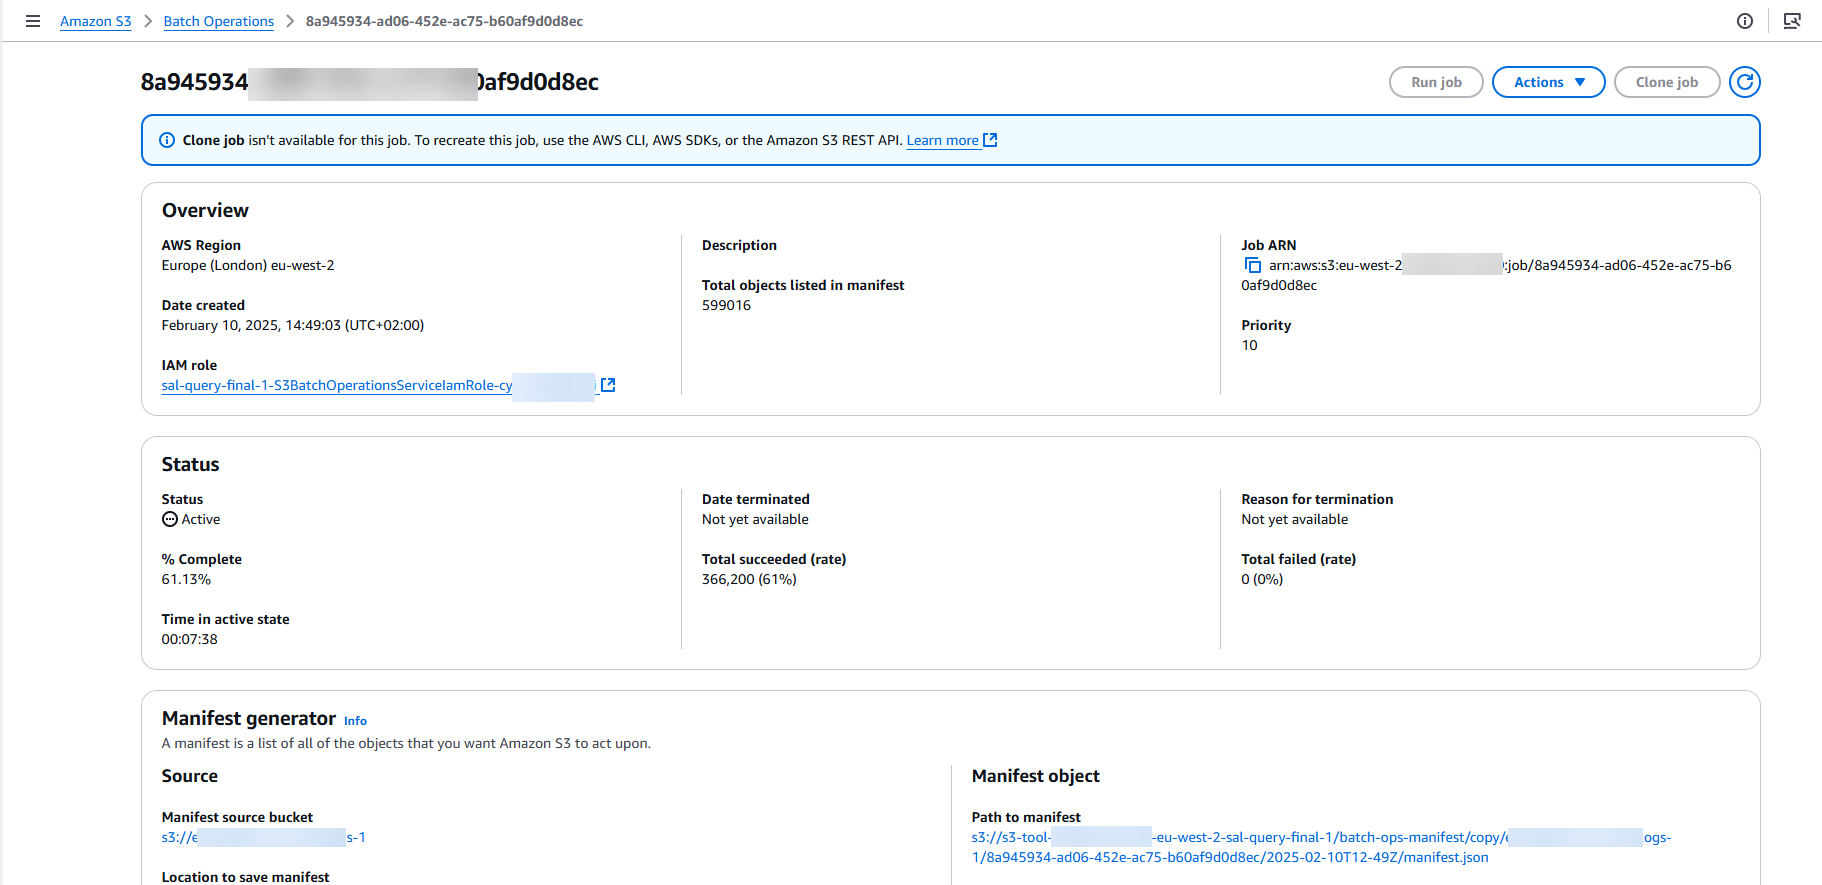 Amazon S3 > Batch Operations > 8a945934-ad06-452e-ac75-b60af9d0d8ec
8a945934 0af9d0d8ec
Run job Actions Clone job
Clone job isn't available for this job. To recreate this job, use the AWS CLI, AWS SDKs, or the Amazon S3 REST API. Learn more
Overview
AWS Region
Europe (London) eu-west-2
Date created
February 10, 2025, 14:49:03 (UTC+02:00)
IAM role
sal-query-final-1-S3BatchOperationsServiceIamRole-cy
Description
Total objects listed in manifest
599016
Job ARN
arn:aws:s3:eu-west-2 :job/8a945934-ad06-452e-ac75-b6
0af9d0d8ec
Priority
10
Status
Status
Active
% Complete
61.13%
Time in active state
00:07:38
Date terminated
Not yet available
Total succeeded (rate)
366,200 (61%)
Reason for termination
Not yet available
Total failed (rate)
0 (0%)
Manifest generator Info
A manifest is a list of all of the objects that you want Amazon S3 to act upon.
Source
Manifest source bucket
s3://e s-1
Location to save manifest
Manifest object
Path to manifest
s3://s3-tool- -eu-west-2-sal-query-final-1/batch-ops-manifest/copy/e ogs-
1/8a945934-ad06-452e-ac75-b60af9d0d8ec/2025-02-10T12-49Z/manifest.json